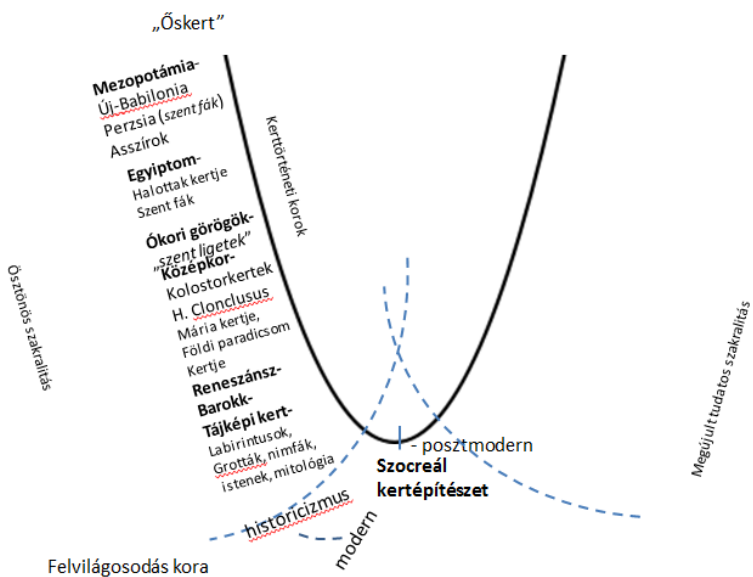 „Őskert”
Mezopotámia-
Új-Babilonia
Perzsia (szent fák)
Asszírok
Egyiptom-
Halottak kertje
Szent fák
Ókori görögök-
„szent ligetek”
Középkor-
Kolostorkertek
H. Clonclusus
Mária kertje,
Földi paradicsom
Kertje
Reneszánsz-
Barokk-
Tájképi kert-
Labirintusok,
Grották, nimfák,
istenek, mitológia
historicizmus
modern
Kerttörténeti korok
Ösztönös szakralitás
- posztmodern
Szocreál
kertépítészet
Megújult tudatos szakralitás
Felvilágosodás kora